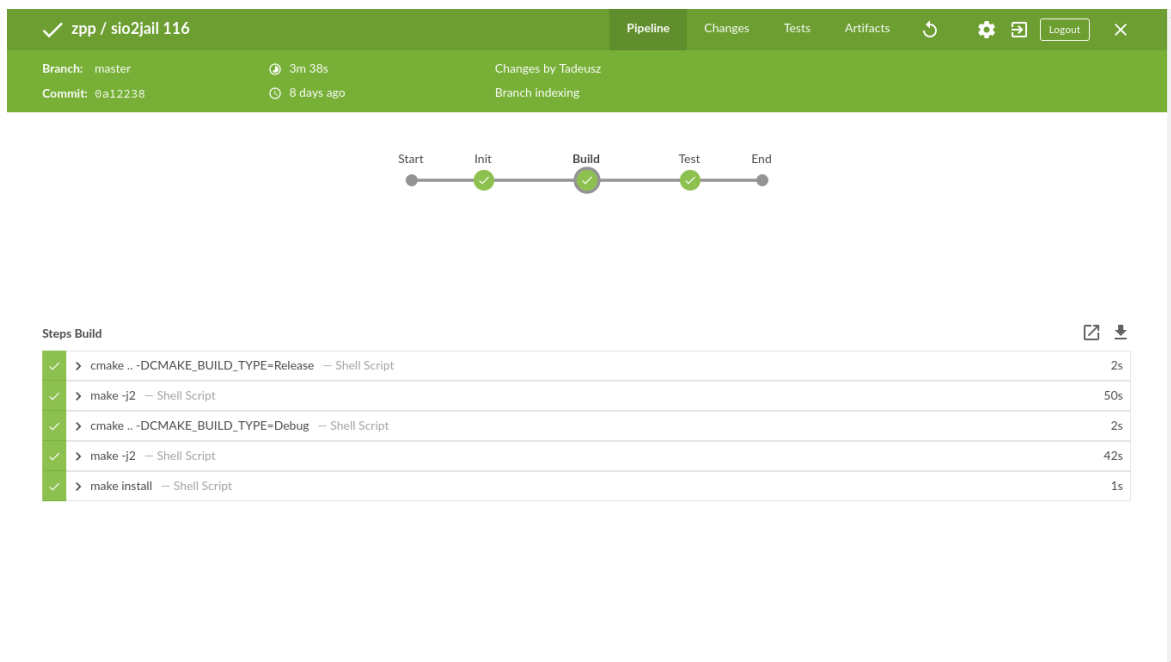 zpp / sio2jail 116 Pipeline Changes Tests Artifacts Logout
Branch: master 3m 38s Changes by Tadeusz
Commit: 0a12238 8 days ago Branch indexing
Start Init Build Test End
Steps Build
cmake .. -DCMAKE_BUILD_TYPE=Release — Shell Script 2s
make -j2 — Shell Script 50s
cmake .. -DCMAKE_BUILD_TYPE=Debug — Shell Script 2s
make -j2 — Shell Script 42s
make install — Shell Script 1s